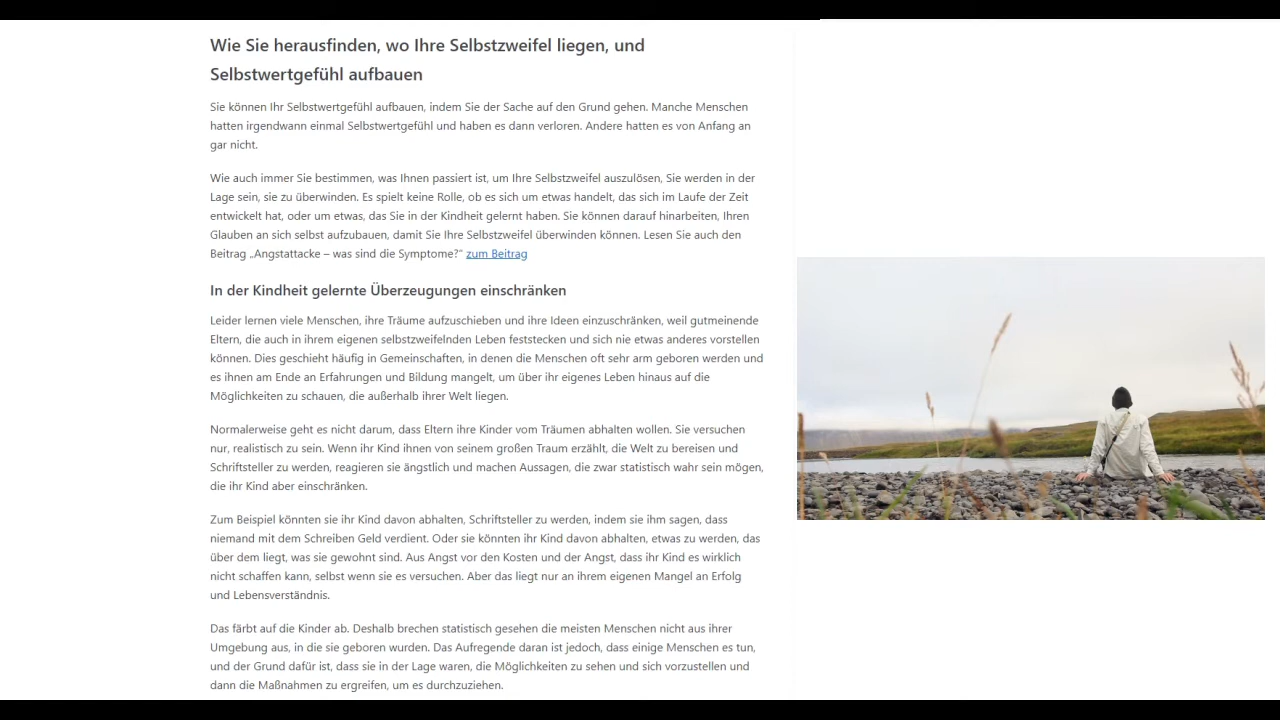 Wie Sie herausfinden, wo Ihre Selbstzweifel liegen, und
Selbstwertgefühl aufbauen
Sie können Ihr Selbstwertgefühl aufbauen, indem Sie der Sache auf den Grund gehen. Manche Menschen
hatten irgendwann einmal Selbstwertgefühl und haben es dann verloren. Andere hatten es von Anfang an
gar nicht.
Wie auch immer Sie bestimmen, was Ihnen passiert ist, um Ihre Selbstzweifel auszulösen, Sie werden in der
Lage sein, sie zu überwinden. Es spielt keine Rolle, ob es sich um etwas handelt, das sich im Laufe der Zeit
entwickelt hat, oder um etwas, das Sie in der Kindheit gelernt haben. Sie können darauf hinarbeiten, Ihren
Glauben an sich selbst aufzubauen, damit Sie Ihre Selbstzweifel überwinden können. Lesen Sie auch den
Beitrag „Angstattacke – was sind die Symptome?“ zum Beitrag
In der Kindheit gelernte Überzeugungen einschränken
Leider lernen viele Menschen, ihre Träume aufzuschieben und ihre Ideen einzuschränken, weil gutmeinende
Eltern, die auch in ihrem eigenen selbstzweifelnden Leben feststecken und sich nie etwas anderes vorstellen
können. Dies geschieht häufig in Gemeinschaften, in denen die Menschen oft sehr arm geboren werden und
es ihnen am Ende an Erfahrungen und Bildung mangelt, um über ihr eigenes Leben hinaus auf die
Möglichkeiten zu schauen, die außerhalb ihrer Welt liegen.
Normalerweise geht es nicht darum, dass Eltern ihre Kinder vom Träumen abhalten wollen. Sie versuchen
nur, realistisch zu sein. Wenn ihr Kind ihnen von seinem großen Traum erzählt, die Welt zu bereisen und
Schriftsteller zu werden, reagieren sie ängstlich und machen Aussagen, die zwar statistisch wahr sein mögen,
die ihr Kind aber einschränken.
Zum Beispiel könnten sie ihr Kind davon abhalten, Schriftsteller zu werden, indem sie ihm sagen, dass
niemand mit dem Schreiben Geld verdient. Oder sie könnten ihr Kind davon abhalten, etwas zu werden, das
über dem liegt, was sie gewohnt sind. Aus Angst vor den Kosten und der Angst, dass ihr Kind es wirklich
nicht schaffen kann, selbst wenn sie es versuchen. Aber das liegt nur an ihrem eigenen Mangel an Erfolg
und Lebensverständnis.
Das färbt auf die Kinder ab. Deshalb brechen statistisch gesehen die meisten Menschen nicht aus ihrer
Umgebung aus, in die sie geboren wurden. Das Aufregende daran ist jedoch, dass einige Menschen es tun,
und der Grund dafür ist, dass sie in der Lage waren, die Möglichkeiten zu sehen und sich vorzustellen und
dann die Maßnahmen zu ergreifen, um es durchzuziehen.